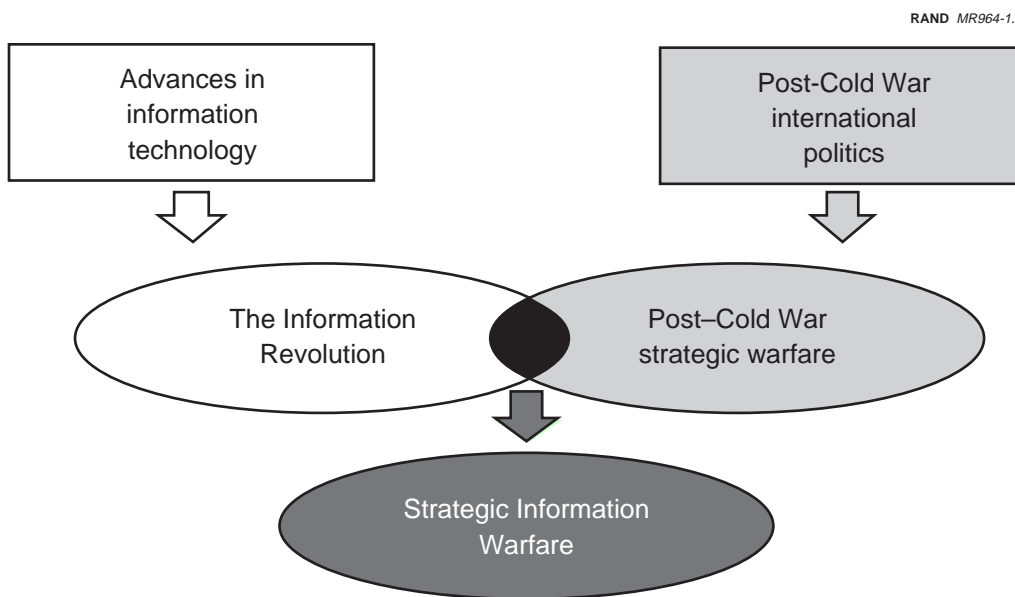 RAND MR964-1.
Advances in
information
technology
Post-Cold War
international
politics
The Information
Revolution
Post–Cold War
strategic warfare
Strategic Information
Warfare